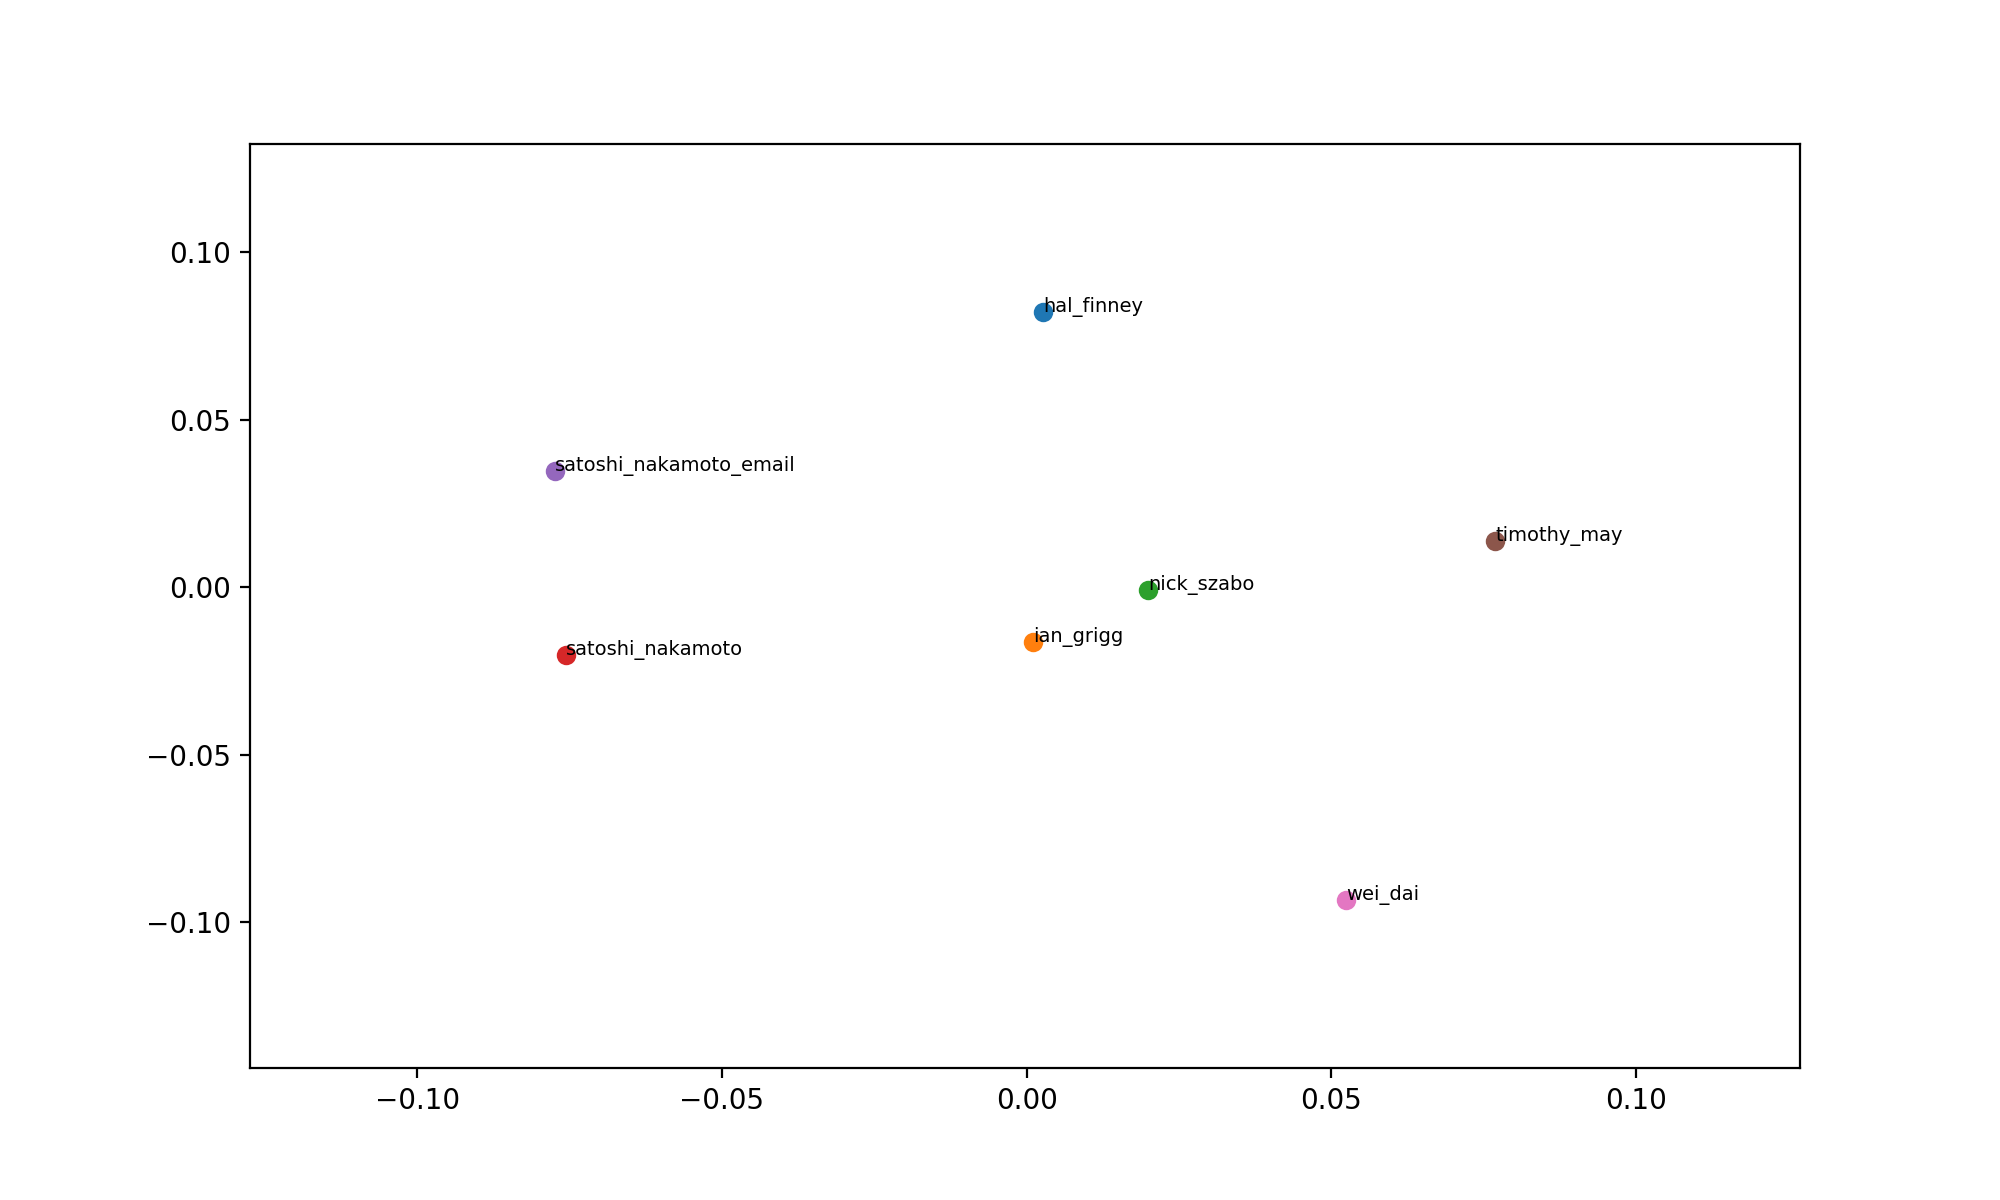 0.10
hal_finney
0.05
satoshi_nakamoto_email
timothy_may
0.00
nick_szabo
ian_grigg
satoshi_nakamoto
−0.05
wei_dai
−0.10
−0.10 −0.05 0.00 0.05 0.10